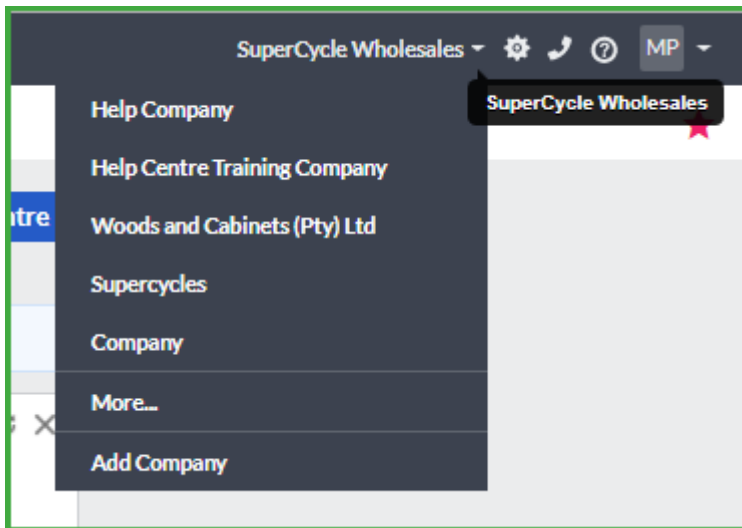 SuperCycle Wholesales
MP
SuperCycle Wholesales
Help Company
Help Centre Training Company
ntre
Woods and Cabinets (Pty) Ltd
Supercycles
Company
More...
Add Company